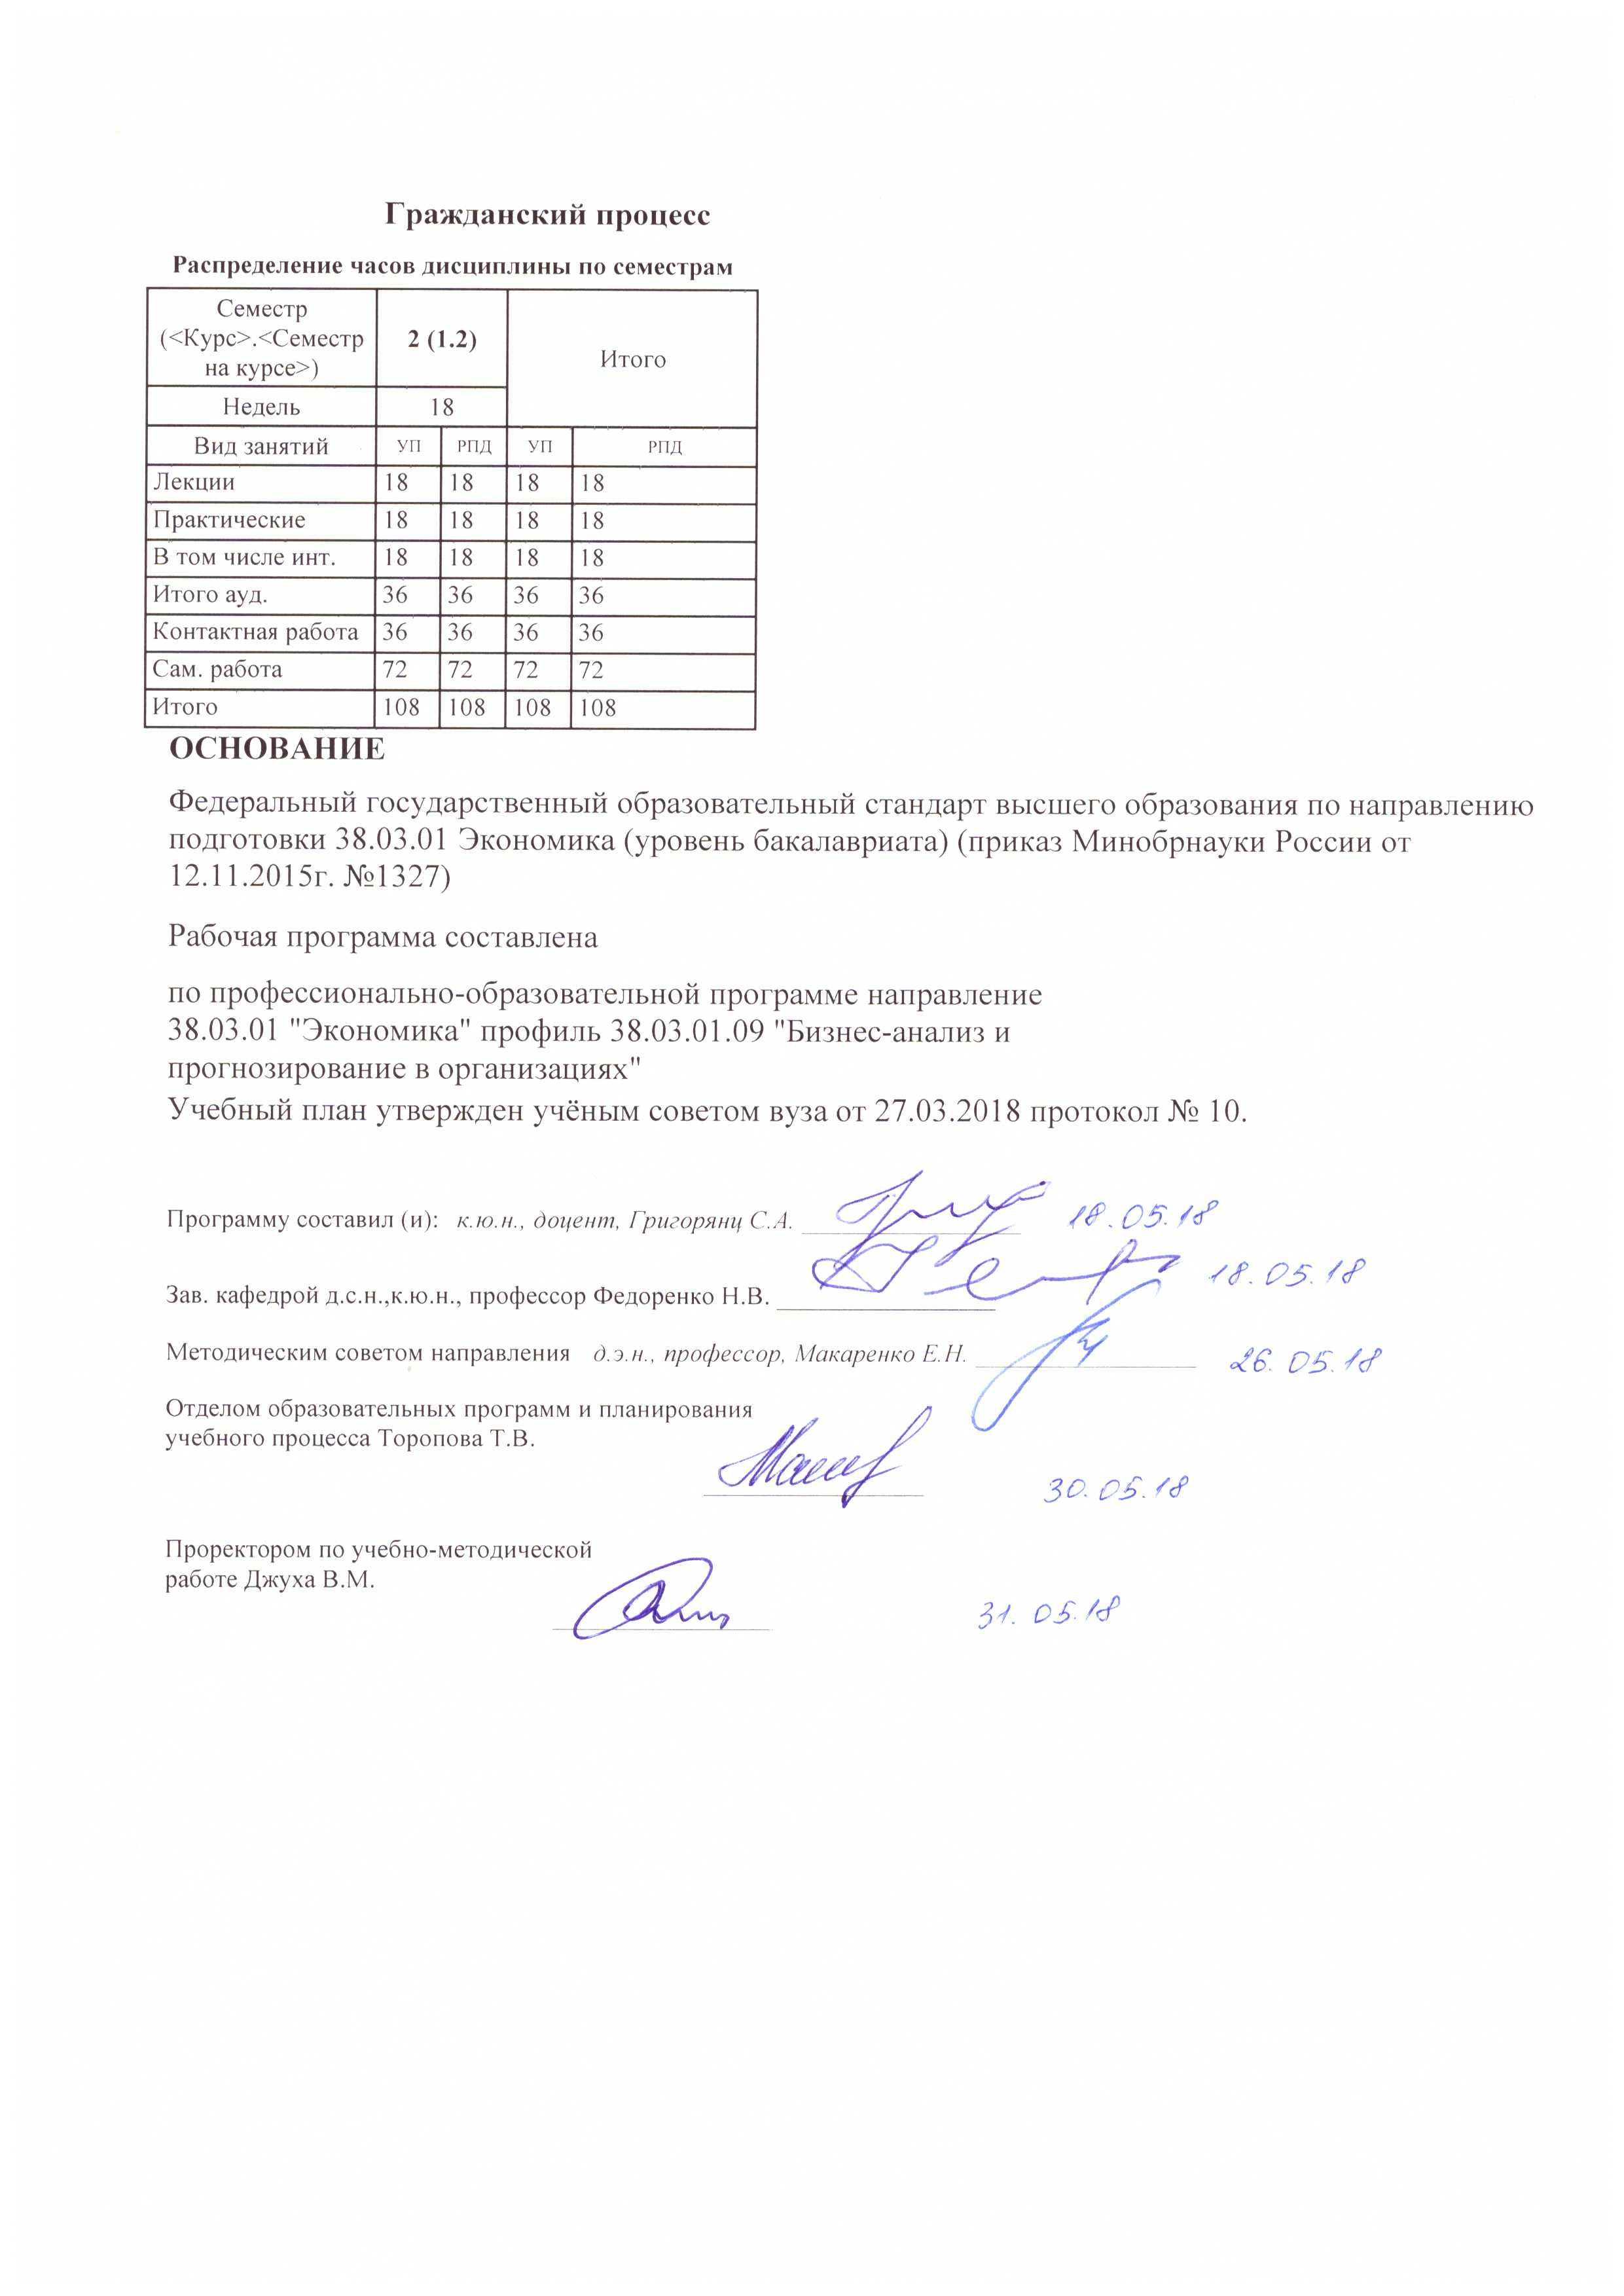 Гражданский процесс
Распределение часов дисциплины по семестрам
Семестр
(<Курс>.<Семестр
на курсе>)
2 (1.2)
Итого
Недель 18
Вид занятий УП РПД УП РПД
Лекции 18 18 18 18
Практические 18 18 18 18
В том числе инт. 18 18 18 18
Итого ауд. 36 36 36 36
Контактная работа 36 36 36 36
Сам. работа 72 72 72 72
Итого 108 108 108 108
ОСНОВАНИЕ
Федеральный государственный образовательный стандарт высшего образования по направлению
подготовки 38.03.01 Экономика (уровень бакалавриата) (приказ Минобрнауки России от
12.11.2015г. №1327)
Рабочая программа составлена
по профессионально-образовательной программе направление
38.03.01 "Экономика" профиль 38.03.01.09 "Бизнес-анализ и
прогнозирование в организациях"
Учебный план утвержден учёным советом вуза от 27.03.2018 протокол № 10.
Программу составил (и): к.ю.н., доцент, Григорянц С.А. 18.05.18
Зав. кафедрой д.с.н.,к.ю.н., профессор Федоренко Н.В. 18.05.18
Методическим советом направления д.э.н., профессор, Макаренко Е.Н. 26.05.18
Отделом образовательных программ и планирования
учебного процесса Торопова Т.В.
30.05.18
Проректором по учебно-методической
работе Джуха В.М.
31.05.18